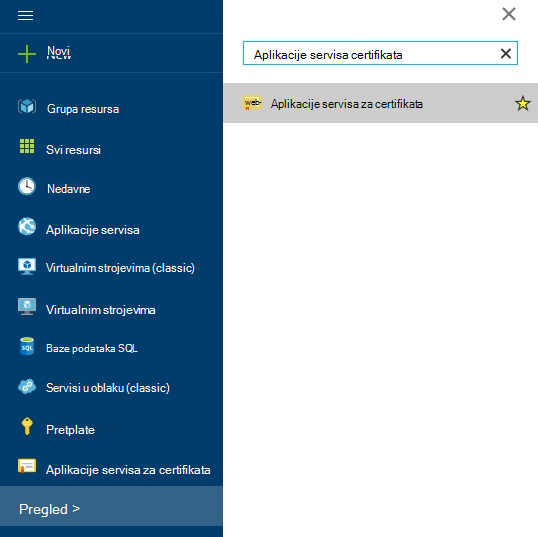 Novi
Grupa resursa
Svi resursi
Nedavne
Aplikacije servisa
Virtualnim strojevima (classic)
Virtualnim strojevima
Baze podataka SQL
Servisi u oblaku (classic)
Pretplate
Aplikacije servisa za certifikata
Pregled >
Aplikacije servisa certifikata
web
Aplikacije servisa za certifikata